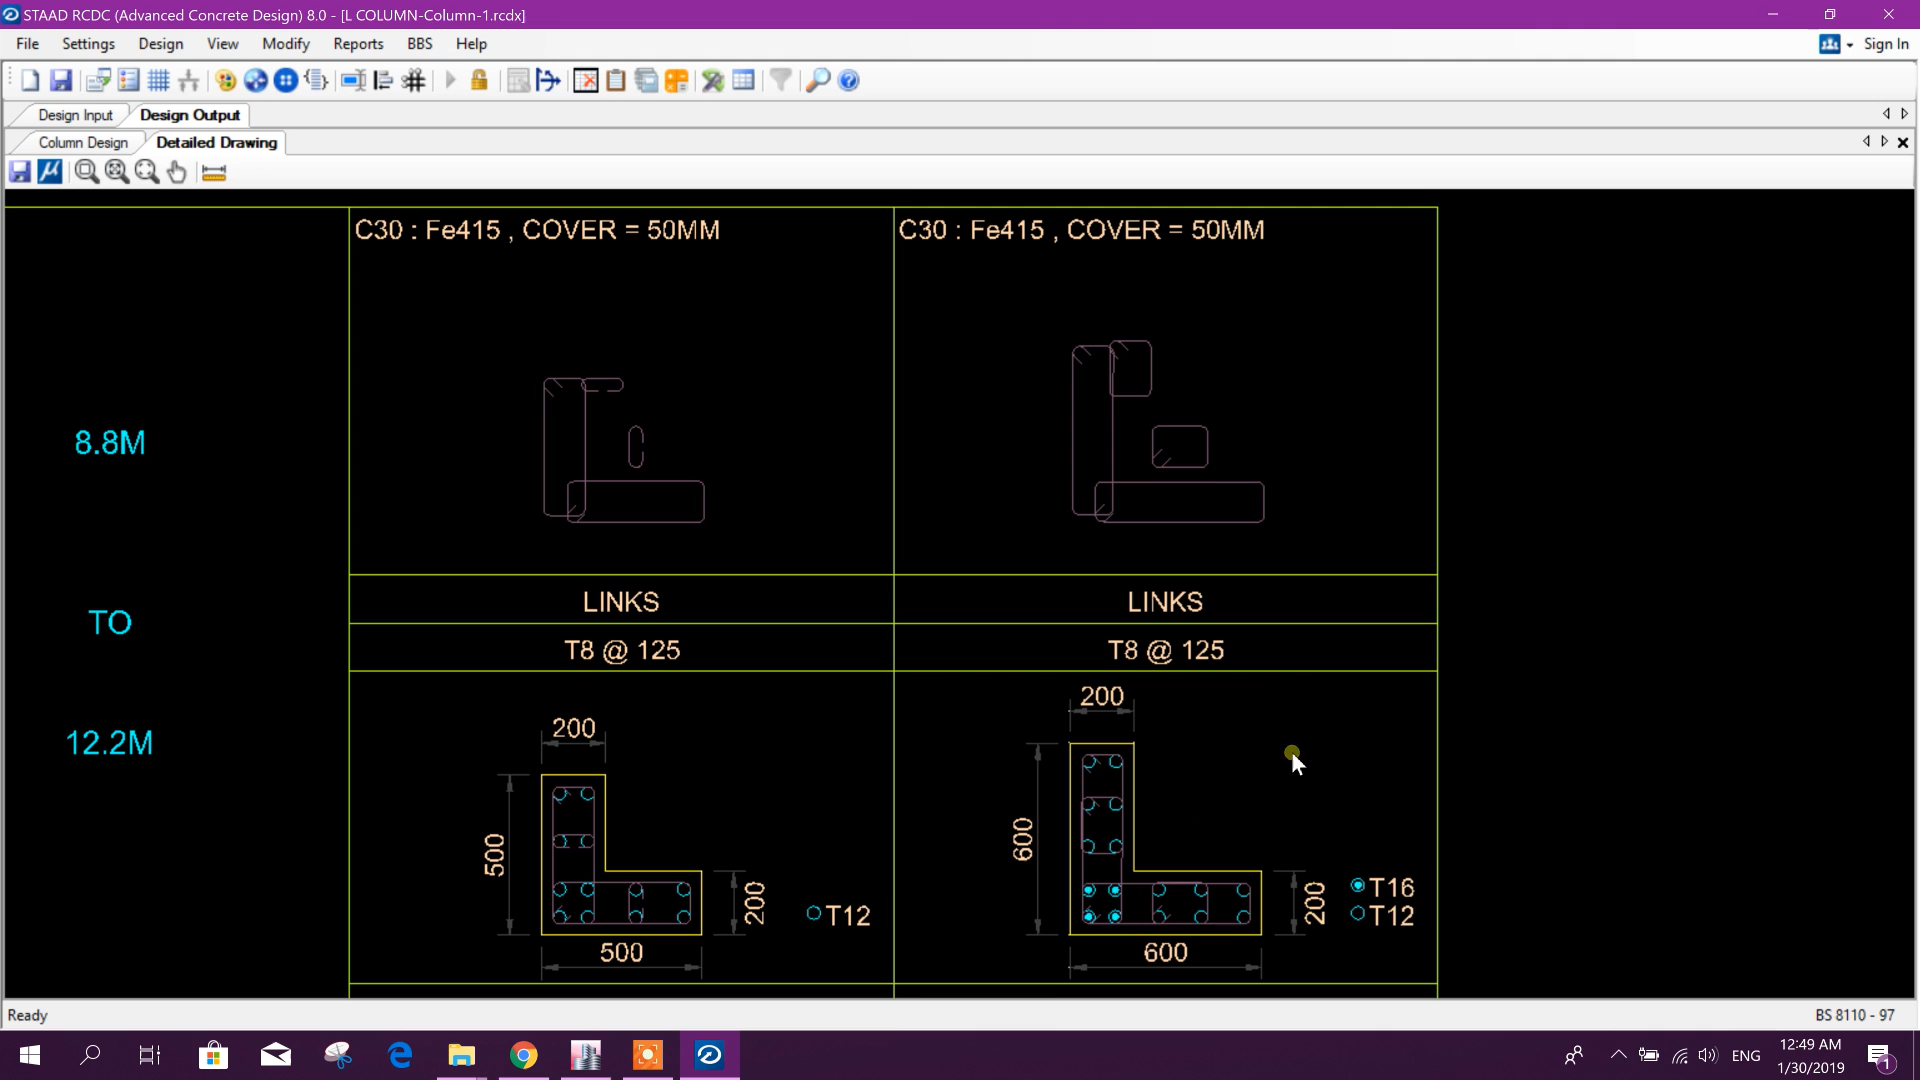 STAAD RCDC (Advanced Concrete Design) 8.0 - [L COLUMN-Column-1.rcdx]
File Settings Design View Modify Reports BBS Help
Sign In
Design Input Design Output
Column Design Detailed Drawing
C30 : Fe415 , COVER = 50MM
C30 : Fe415 , COVER = 50MM
8.8M
TO
12.2M
LINKS
LINKS
T8 @ 125
T8 @ 125
200
500
200
500
T12
200
600
200
600
T16
T12
Ready
BS 8110 - 97
ENG
12:49 AM
1/30/2019
1